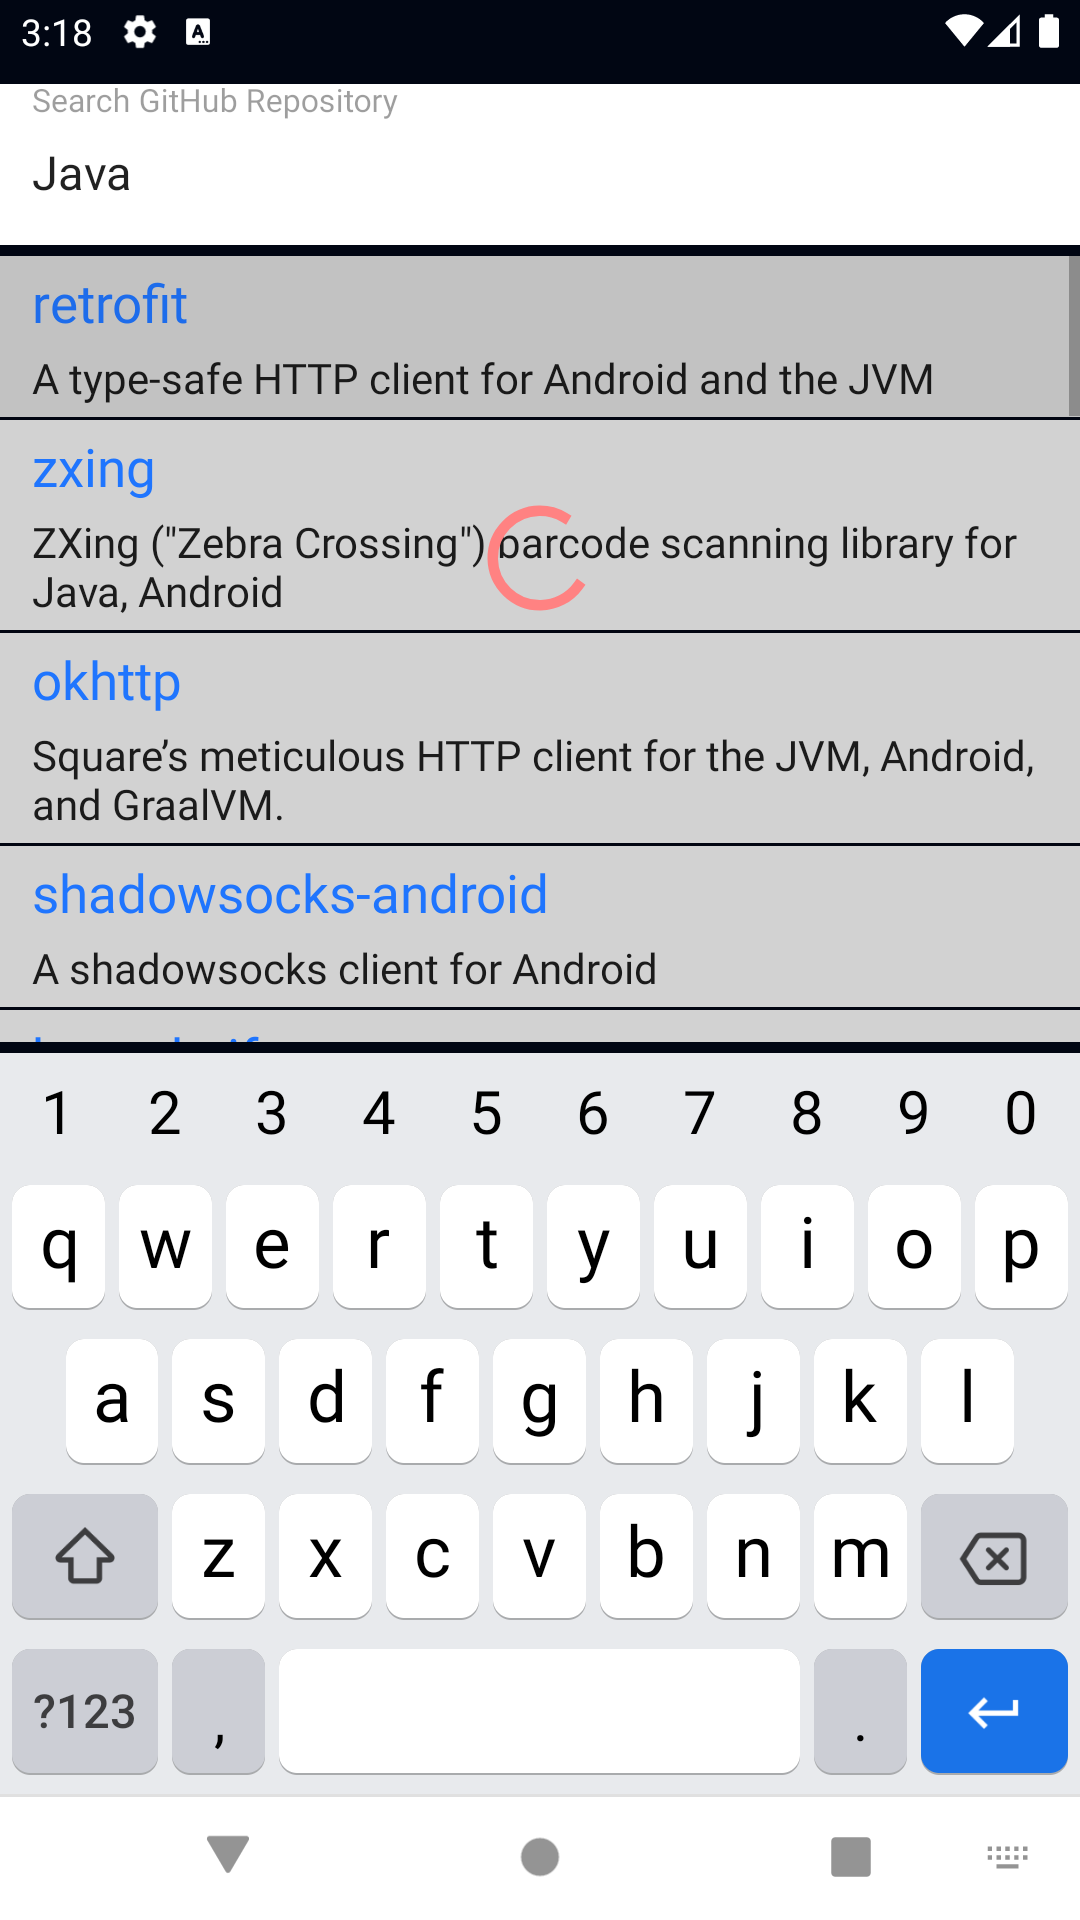 3:18
Search GitHub Repository
Java
retrofit
A type-safe HTTP client for Android and the JVM
zxing
ZXing ("Zebra Crossing") barcode scanning library for
Java, Android
okhttp
Square’s meticulous HTTP client for the JVM, Android,
and GraalVM.
shadowsocks-android
A shadowsocks client for Android
1 2 3 4 5 6 7 8 9 0
q w e r t y u i o p
a s d f g h j k l
z x c v b n m
?123 , .